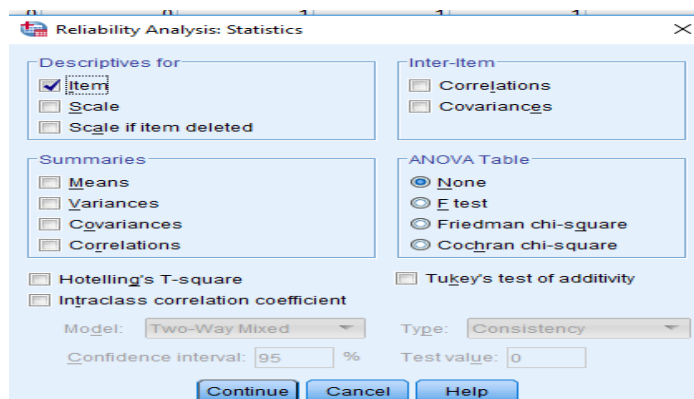 Reliability Analysis: Statistics
Descriptives for
Item
Scale
Scale if item deleted
Inter-Item
Correlations
Covariances
Summaries
Means
Variances
Covariances
Correlations
ANOVA Table
None
F test
Friedman chi-square
Cochran chi-square
Hotelling's T-square
Tukey's test of additivity
Intraclass correlation coefficient
Model: Two-Way Mixed Type: Consistency
Confidence interval: 95 % Test value: 0
Continue Cancel Help